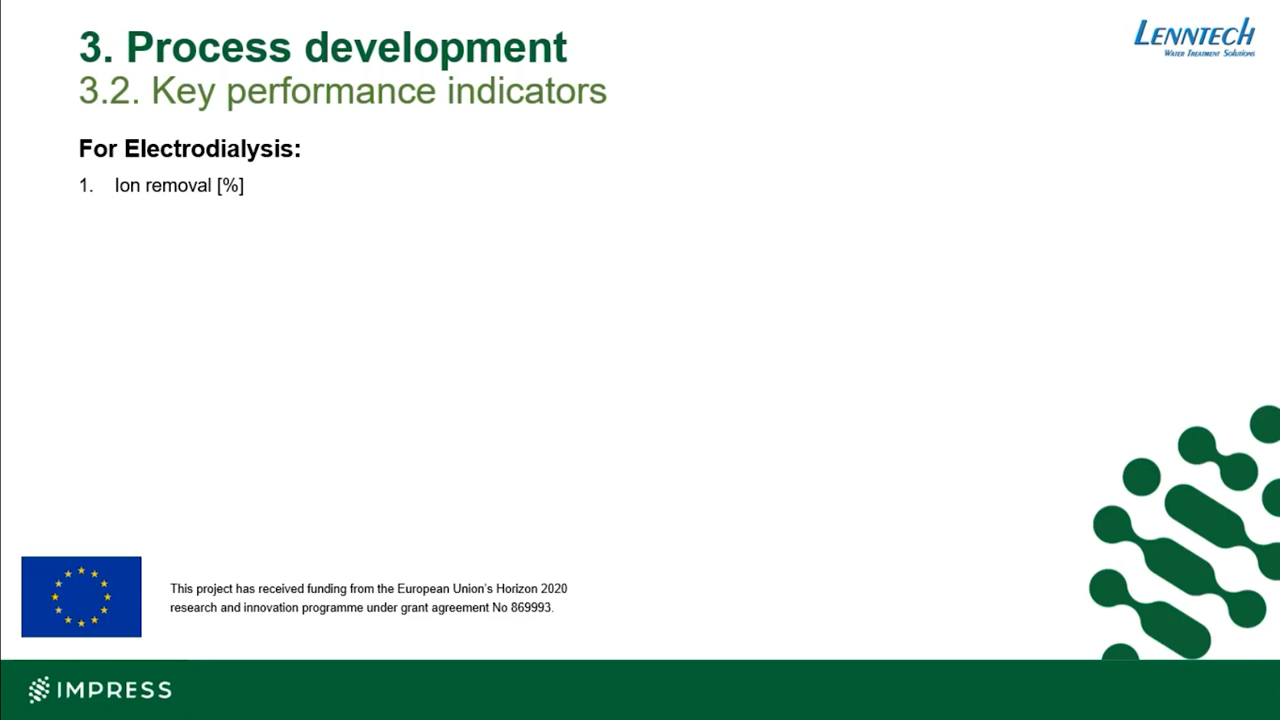 3. Process development
3.2. Key performance indicators
LENNTECH
WATER TREATMENT SOLUTIONS
For Electrodialysis:
1. Ion removal [%]
This project has received funding from the European Union's Horizon 2020
research and innovation programme under grant agreement No 869993.
IMPRESS